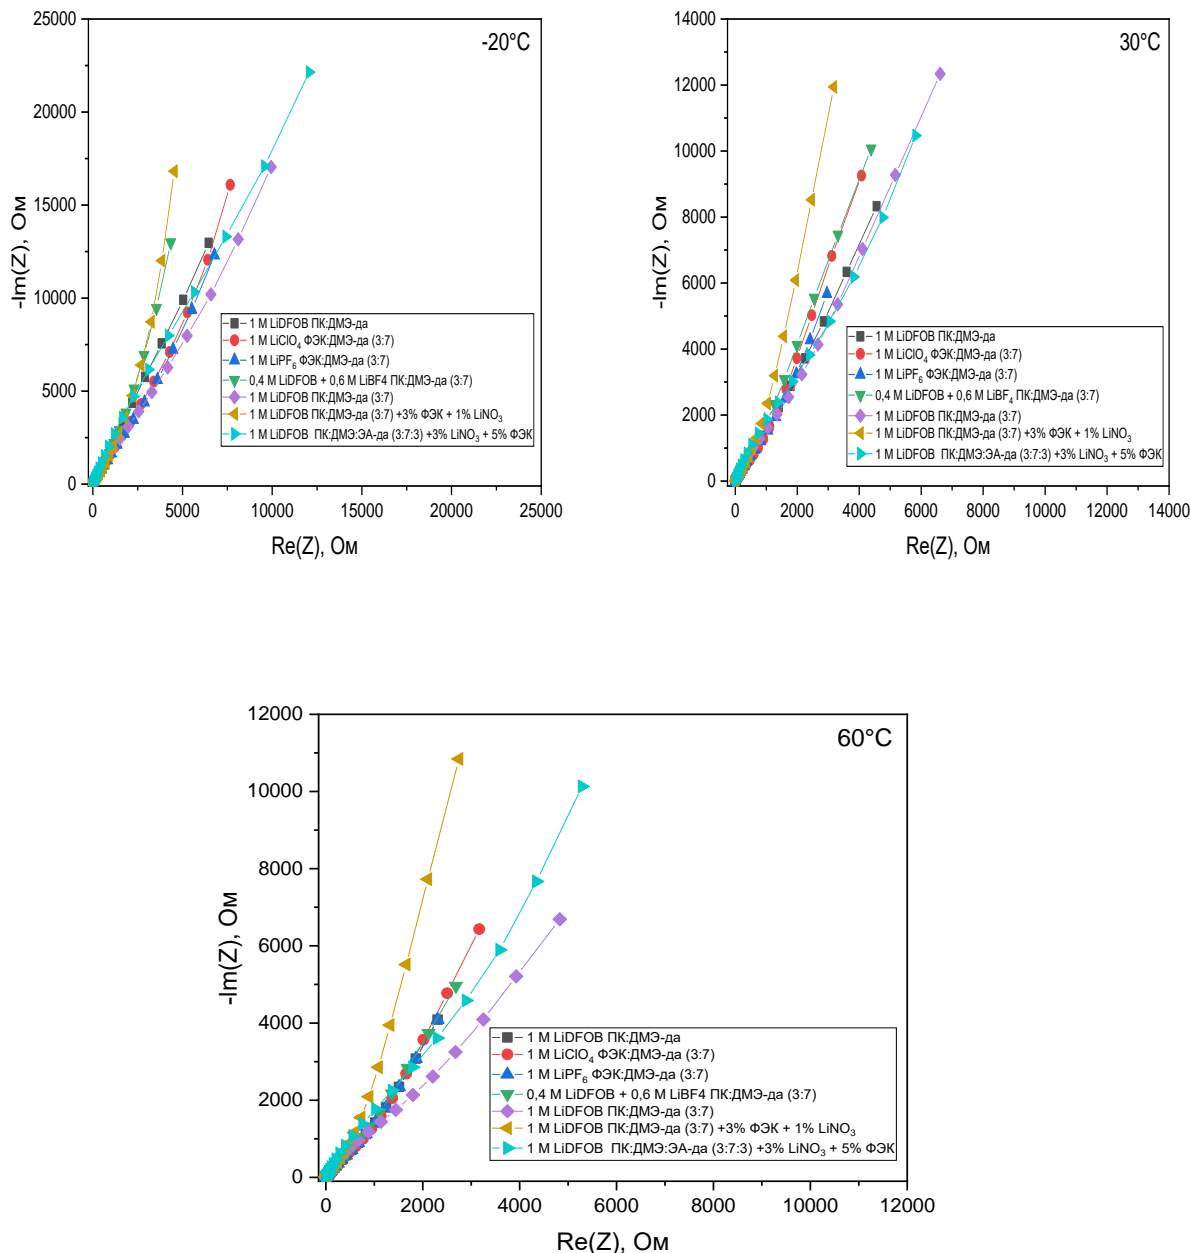 -20°C
25000
20000
15000
10000
5000
0
-Im(Z), Ом
1 M LiDFOB ПК:ДМЭ-да
1 M LiClO₄ ФЭК:ДМЭ-да (3:7)
1 M LiPF₆ ФЭК:ДМЭ-да (3:7)
0,4 M LiDFOB + 0,6 M LiBF4 ПК:ДМЭ-да (3:7)
1 M LiDFOB ПК:ДМЭ-да (3:7)
1 M LiDFOB ПК:ДМЭ-да (3:7) +3% ФЭК + 1% LiNO₃
1 M LiDFOB ПК:ДМЭ:ЭА-да (3:7:3) +3% LiNO₃ + 5% ФЭК
0 5000 10000 15000 20000 25000
Re(Z), Ом
30°C
14000
12000
10000
8000
6000
4000
2000
0
-Im(Z), Ом
1 M LiDFOB ПК:ДМЭ-да
1 M LiClO₄ ФЭК:ДМЭ-да (3:7)
1 M LiPF₆ ФЭК:ДМЭ-да (3:7)
0,4 M LiDFOB + 0,6 M LiBF₄ ПК:ДМЭ-да (3:7)
1 M LiDFOB ПК:ДМЭ-да (3:7)
1 M LiDFOB ПК:ДМЭ-да (3:7) +3% ФЭК + 1% LiNO₃
1 M LiDFOB ПК:ДМЭ:ЭА-да (3:7:3) +3% LiNO₃ + 5% ФЭК
0 2000 4000 6000 8000 10000 12000 14000
Re(Z), Ом
60°C
12000
10000
8000
6000
4000
2000
0
-Im(Z), Ом
1 M LiDFOB ПК:ДМЭ-да
1 M LiClO₄ ФЭК:ДМЭ-да (3:7)
1 M LiPF₆ ФЭК:ДМЭ-да (3:7)
0,4 M LiDFOB + 0,6 M LiBF4 ПК:ДМЭ-да (3:7)
1 M LiDFOB ПК:ДМЭ-да (3:7)
1 M LiDFOB ПК:ДМЭ-да (3:7) +3% ФЭК + 1% LiNO₃
1 M LiDFOB ПК:ДМЭ:ЭА-да (3:7:3) +3% LiNO₃ + 5% ФЭК
0 2000 4000 6000 8000 10000 12000
Re(Z), Ом